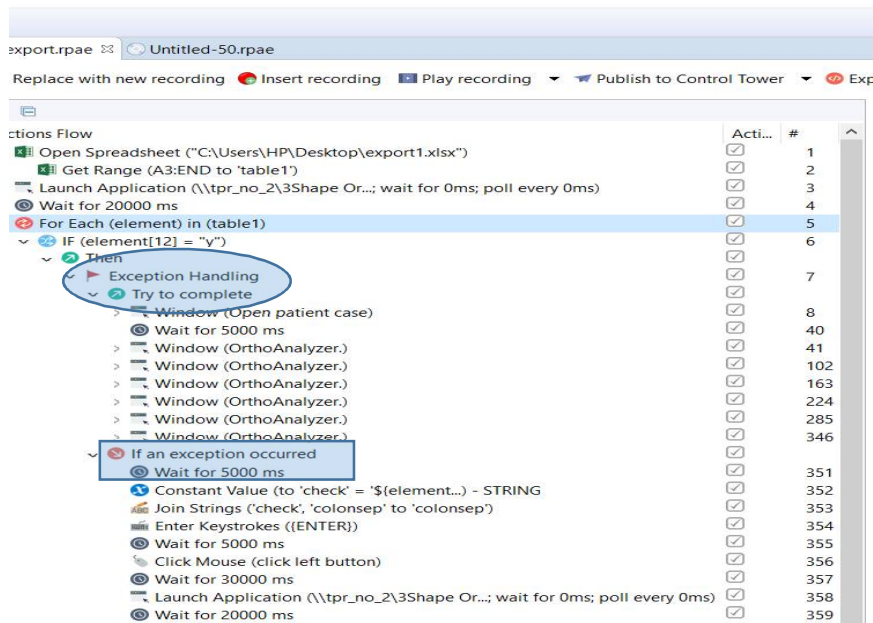 export.rpae Untitled-50.rpae
Replace with new recording Insert recording Play recording Publish to Control Tower Exp
ctions Flow Acti... #
Open Spreadsheet ("C:\Users\HP\Desktop\export1.xlsx") 1
Get Range (A3:END to 'table1') 2
Launch Application (\\tpr_no_2\3Shape Or...; wait for 0ms; poll every 0ms) 3
Wait for 20000 ms 4
For Each (element) in (table1) 5
IF (element[12] = "y") 6
Then
Exception Handling 7
Try to complete
Window (Open patient case) 8
Wait for 5000 ms 40
Window (OrthoAnalyzer.) 41
Window (OrthoAnalyzer.) 102
Window (OrthoAnalyzer.) 163
Window (OrthoAnalyzer.) 224
Window (OrthoAnalyzer.) 285
Window (OrthoAnalyzer.) 346
If an exception occurred
Wait for 5000 ms 351
Constant Value (to 'check' = '${element...) - STRING 352
Join Strings ('check', 'colonsep' to 'colonsep') 353
Enter Keystrokes ({ENTER}) 354
Wait for 5000 ms 355
Click Mouse (click left button) 356
Wait for 30000 ms 357
Launch Application (\\tpr_no_2\3Shape Or...; wait for 0ms; poll every 0ms) 358
Wait for 20000 ms 359